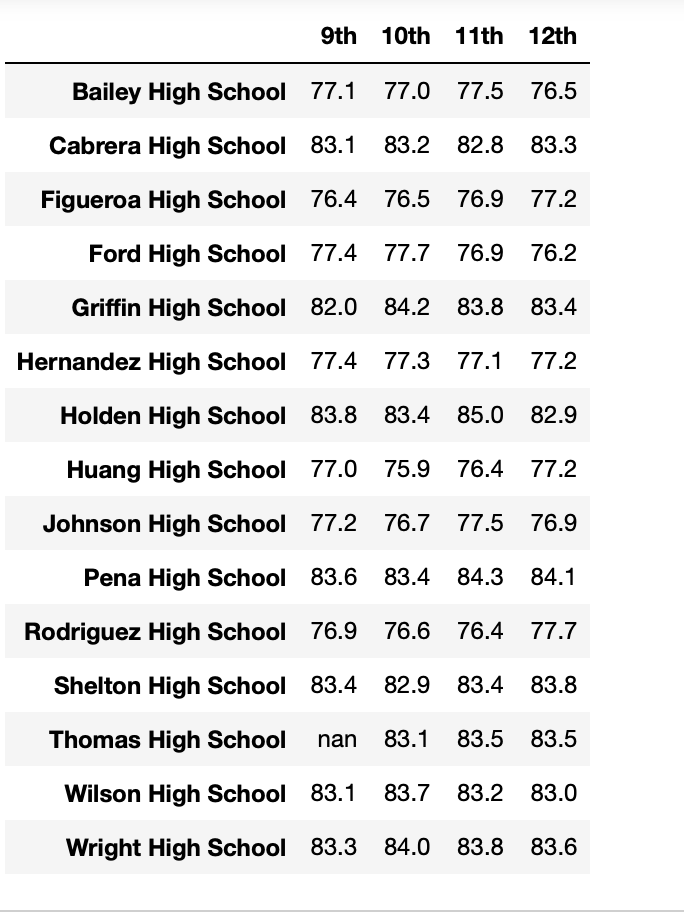 9th 10th 11th 12th
Bailey High School 77.1 77.0 77.5 76.5
Cabrera High School 83.1 83.2 82.8 83.3
Figueroa High School 76.4 76.5 76.9 77.2
Ford High School 77.4 77.7 76.9 76.2
Griffin High School 82.0 84.2 83.8 83.4
Hernandez High School 77.4 77.3 77.1 77.2
Holden High School 83.8 83.4 85.0 82.9
Huang High School 77.0 75.9 76.4 77.2
Johnson High School 77.2 76.7 77.5 76.9
Pena High School 83.6 83.4 84.3 84.1
Rodriguez High School 76.9 76.6 76.4 77.7
Shelton High School 83.4 82.9 83.4 83.8
Thomas High School nan 83.1 83.5 83.5
Wilson High School 83.1 83.7 83.2 83.0
Wright High School 83.3 84.0 83.8 83.6